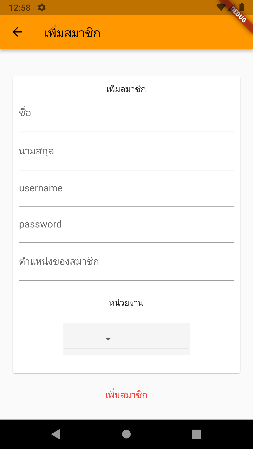 12:58
DEBUG
เพิ่มสมาชิก
เพิ่มสมาชิก
ชื่อ
นามสกุล
username
password
ตำแหน่งของสมาชิก
หน่วยงาน
เพิ่มสมาชิก